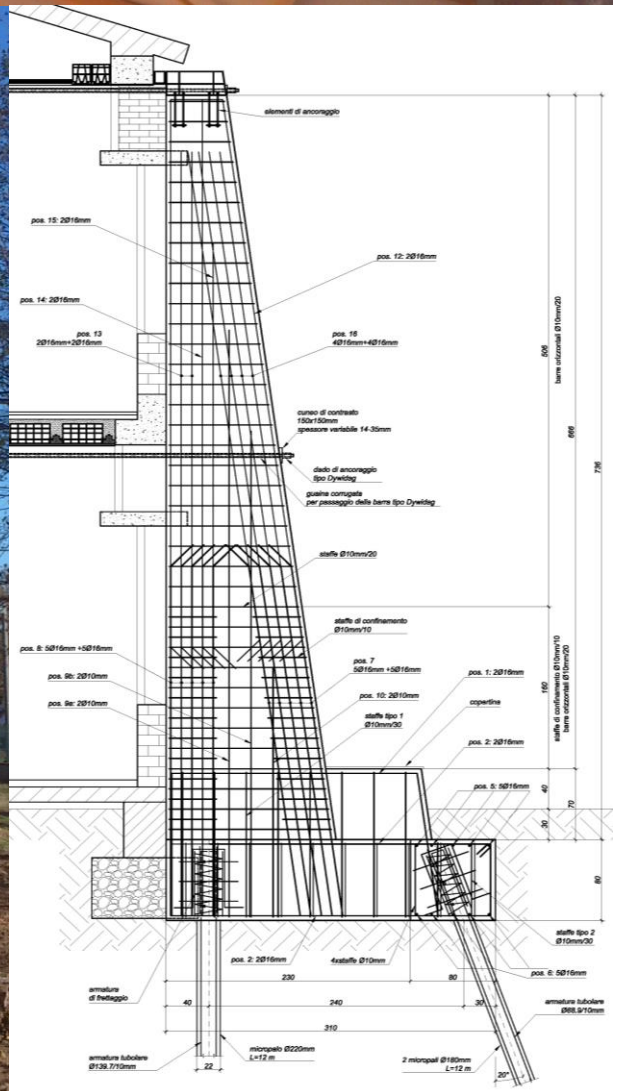 elementi di ancoraggio
pos. 15: 2Ø16mm
pos. 12: 2Ø16mm
pos. 14: 2Ø16mm
pos. 13
2Ø16mm+2Ø16mm
pos. 16
4Ø16mm+4Ø16mm
506
barre orizzontali Ø10mm/20
666
736
cuneo di contrasto
150x150mm
spessore variabile 14-35mm
dado di ancoraggio
tipo Dywidag
guaina corrugata
per passaggio della barra tipo Dywidag
staffe Ø10mm/20
staffe di confinamento
Ø10mm/10
pos. 8: 5Ø16mm +5Ø16mm
pos. 7
5Ø16mm +5Ø16mm
pos. 1: 2Ø16mm
pos. 9b: 2Ø10mm
pos. 10: 2Ø10mm
copertina
pos. 9a: 2Ø10mm
staffe tipo 1
Ø10mm/30
pos. 2: 2Ø16mm
160
staffe di confinamento Ø10mm/10
barre orizzontali Ø10mm/20
pos. 5: 5Ø16mm
40
70
30
80
staffe tipo 2
Ø10mm/30
pos. 2: 2Ø16mm
4xstaffe Ø10mm
pos. 6: 5Ø16mm
230
80
armatura
di frettaggio
40
240
30
armatura tubolare
Ø88.9/10mm
310
armatura tubolare
Ø139.7/10mm
22
micropalo Ø220mm
L=12 m
2 micropali Ø180mm
L=12 m
20°